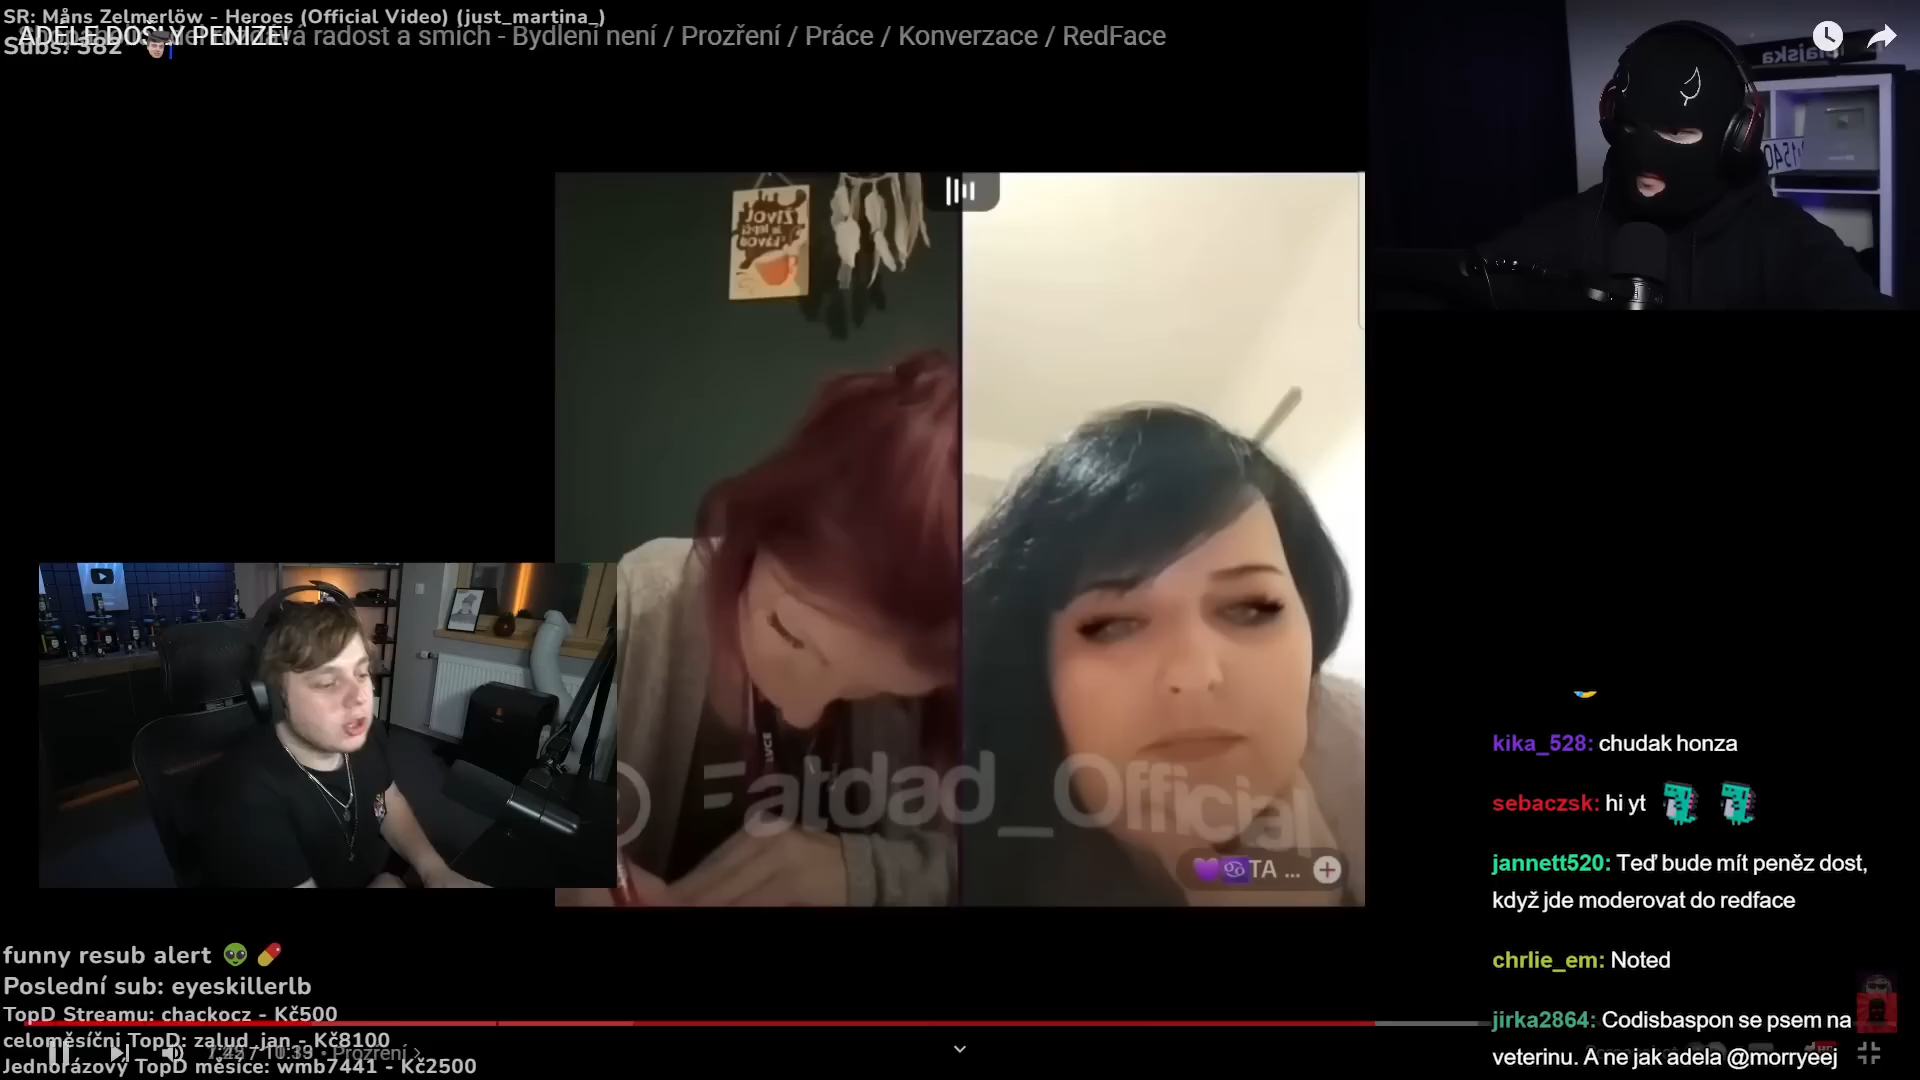 SR: Måns Zelmerlöw - Heroes (Official Video) (just_martina_)
ADELE DOŠLY PENÍZE!
á radost a smích - Bydlení není / Prozření / Práce / Konverzace / RedFace
Subs: 382
ŽIVOT
Fatdad_Official
TA ...
kika_528: chudak honza
sebaczsk: hi yt
jannett520: Teď bude mít peněz dost,
když jde moderovat do redface
chrlie_em: Noted
jirka2864: Codisbaspon se psem na
veterinu. A ne jak adela @morryeej
funny resub alert 👽 💊
Poslední sub: eyeskillerlb
TopD Streamu: chackocz - Kč500
celoměsíčni TopD: zalud_jan - Kč8100
/ 10:39 • Prozření
Jednorázový TopD měsíce: wmb7441 - Kč2500